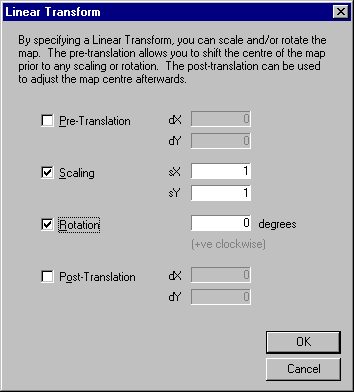 Linear Transform
By specifying a Linear Transform, you can scale and/or rotate the
map. The pre-translation allows you to shift the centre of the map
prior to any scaling or rotation. The post-translation can be used
to adjust the map centre afterwards.
Pre-Translation dX 0
dY 0
Scaling sX 1
sY 1
Rotation 0 degrees
(+ve clockwise)
Post-Translation dX 0
dY 0
OK
Cancel